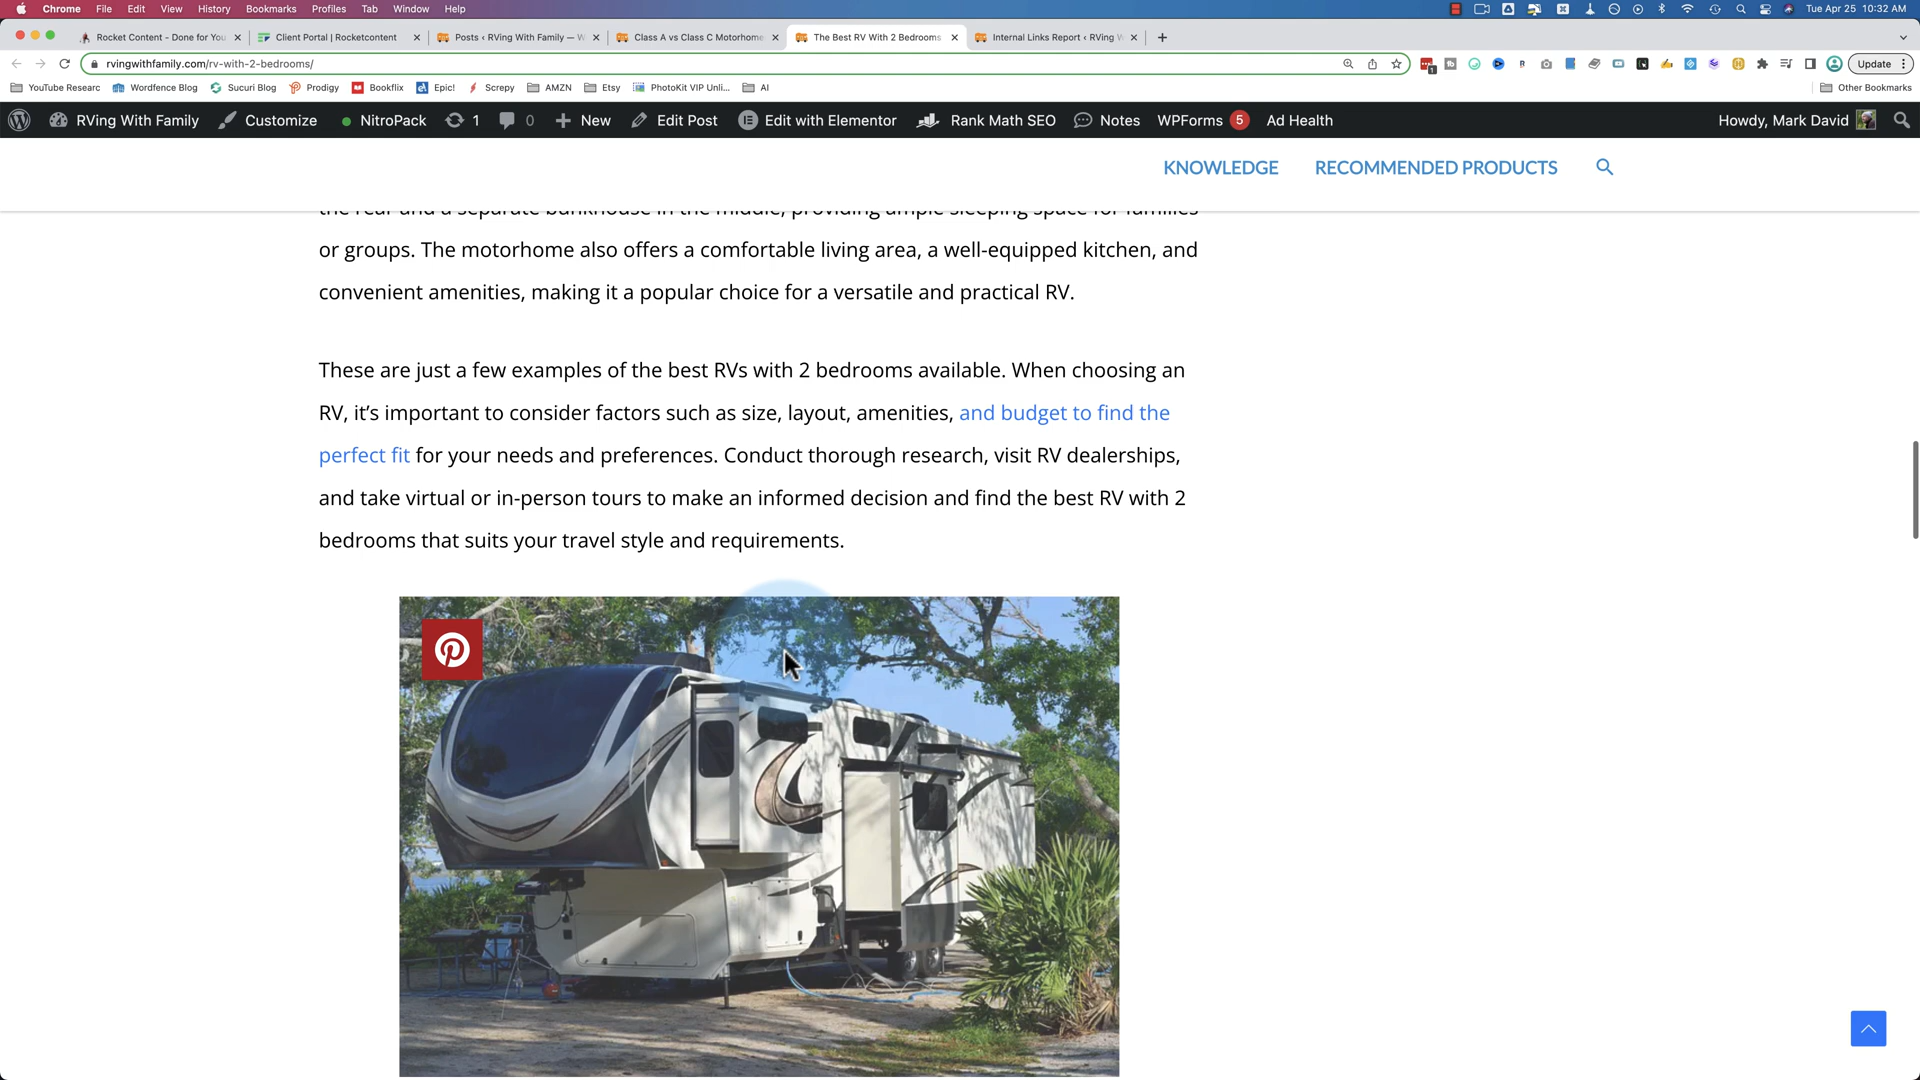 Chrome File Edit View History Bookmarks Profiles Tab Window Help Tue Apr 25 10:32 AM
Rocket Content - Done for You Client Portal | Rocketcontent Posts ‹ RVing With Family — W Class A vs Class C Motorhome The Best RV With 2 Bedrooms Internal Links Report ‹ RVing W
rvingwithfamily.com/rv-with-2-bedrooms/ Update
YouTube Researc Wordfence Blog Sucuri Blog Prodigy Bookflix Epic! Screpy AMZN Etsy PhotoKit VIP Unli... AI Other Bookmarks
RVing With Family Customize NitroPack 1 0 New Edit Post Edit with Elementor Rank Math SEO Notes WPForms 5 Ad Health Howdy, Mark David
KNOWLEDGE RECOMMENDED PRODUCTS
the rear and a separate bunkhouse in the middle, providing ample sleeping space for families
or groups. The motorhome also offers a comfortable living area, a well-equipped kitchen, and
convenient amenities, making it a popular choice for a versatile and practical RV.
These are just a few examples of the best RVs with 2 bedrooms available. When choosing an
RV, it’s important to consider factors such as size, layout, amenities, and budget to find the
perfect fit for your needs and preferences. Conduct thorough research, visit RV dealerships,
and take virtual or in-person tours to make an informed decision and find the best RV with 2
bedrooms that suits your travel style and requirements.